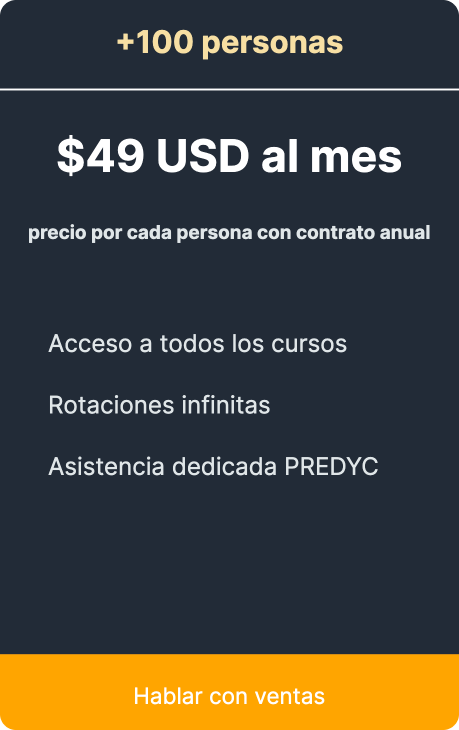 +100 personas
$49 USD al mes
precio por cada persona con contrato anual
Acceso a todos los cursos
Rotaciones infinitas
Asistencia dedicada PREDYC
Hablar con ventas